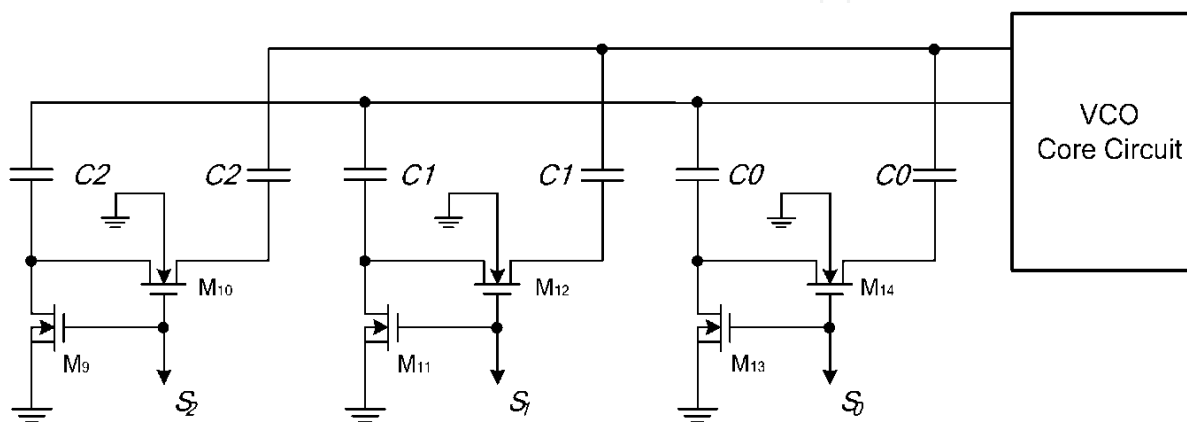 VCO
Core Circuit
C2 C2 C1 C1 C0 C0
M10 M12 M14
M9 M11 M13
S2 S1 S0